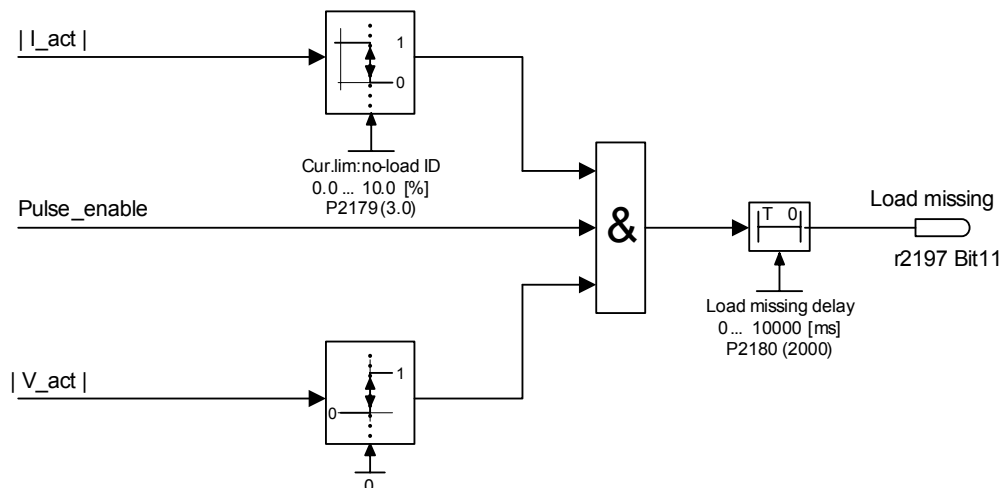 | I_act |
1
0
Cur.lim:no-load ID
0.0 ... 10.0 [%]
P2179 (3.0)
Pulse_enable
&
T 0
Load missing
r2197 Bit11
Load missing delay
0 ... 10000 [ms]
P2180 (2000)
| V_act |
1
0
0